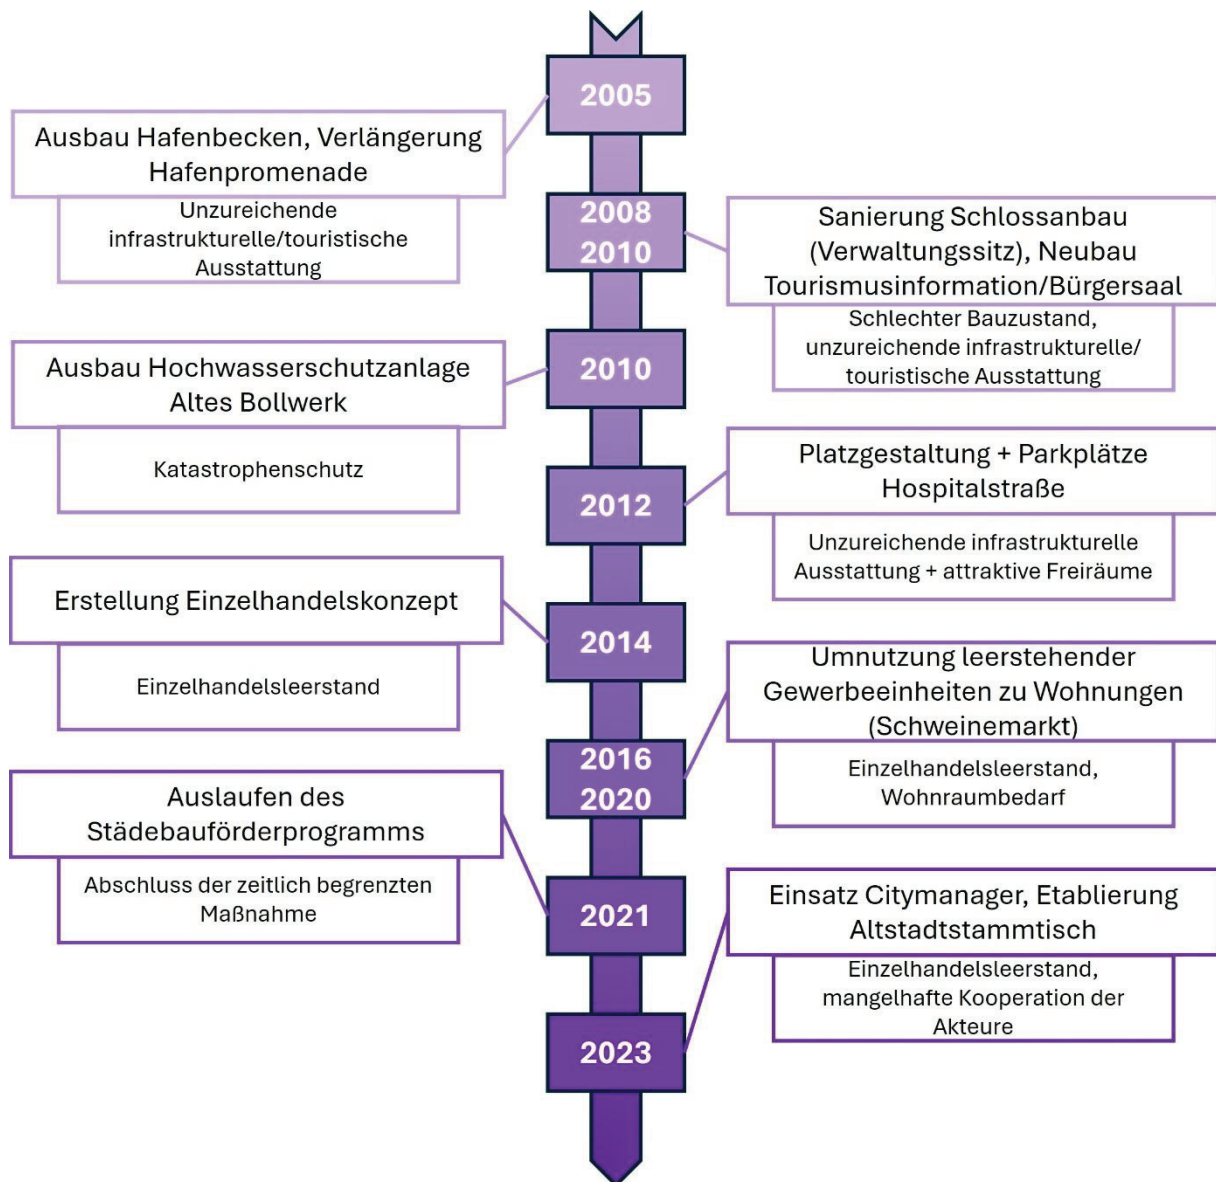 2005
Ausbau Hafenbecken, Verlängerung
Hafenpromenade
Unzureichende
infrastrukturelle/touristische
Ausstattung
2008
2010
Sanierung Schlossanbau
(Verwaltungssitz), Neubau
Tourismusinformation/Bürgersaal
Schlechter Bauzustand,
unzureichende infrastrukturelle/
touristische Ausstattung
2010
Ausbau Hochwasserschutzanlage
Altes Bollwerk
Katastrophenschutz
2012
Platzgestaltung + Parkplätze
Hospitalstraße
Unzureichende infrastrukturelle
Ausstattung + attraktive Freiräume
2014
Erstellung Einzelhandelskonzept
Einzelhandelsleerstand
2016
2020
Umnutzung leerstehender
Gewerbeeinheiten zu Wohnungen
(Schweinemarkt)
Einzelhandelsleerstand,
Wohnraumbedarf
2021
Auslaufen des
Städebauförderprogramms
Abschluss der zeitlich begrenzten
Maßnahme
2023
Einsatz Citymanager, Etablierung
Altstadtstammtisch
Einzelhandelsleerstand,
mangelhafte Kooperation der
Akteure